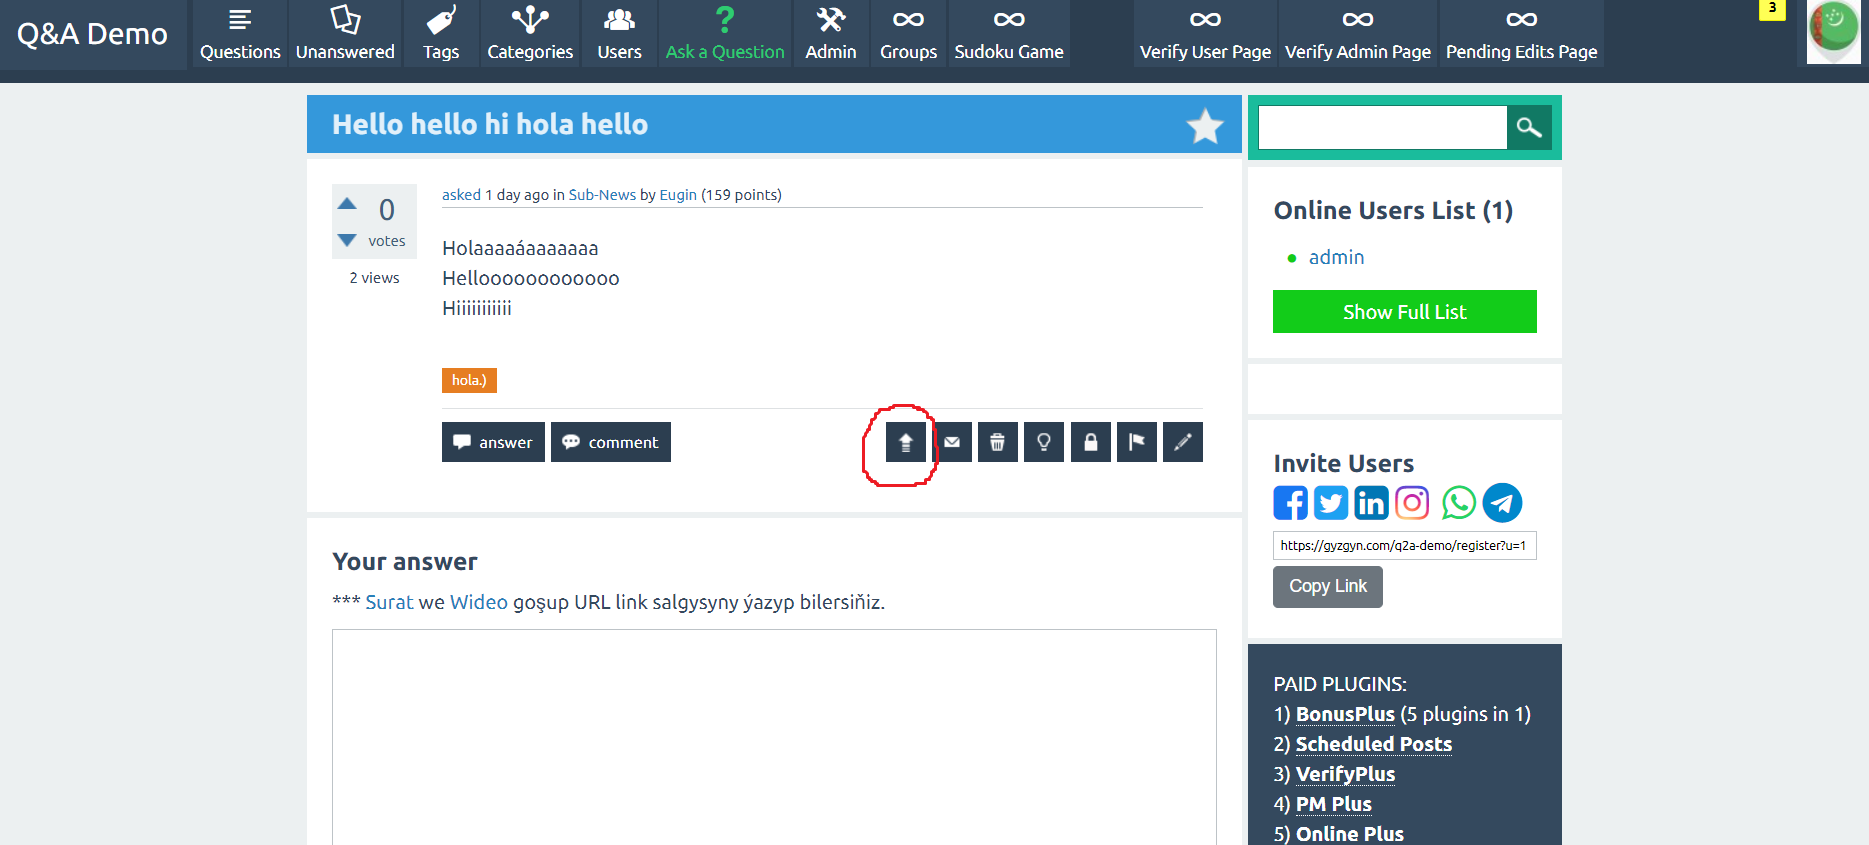 Q&A Demo
Questions
Unanswered
Tags
Categories
Users
Ask a Question
Admin
Groups
Sudoku Game
Verify User Page
Verify Admin Page
Pending Edits Page
3
Hello hello hi hola hello
0
votes
2 views
asked 1 day ago in Sub-News by Eugin (159 points)
Holaaaaáaaaaaaa
Helloooooooooooo
Hiiiiiiiiiii
hola.)
answer
comment
Your answer
*** Surat we Wideo goşup URL link salgysyny ýazyp bilersiňiz.
Online Users List (1)
admin
Show Full List
Invite Users
https://gyzgyn.com/q2a-demo/register?u=1
Copy Link
PAID PLUGINS:
1) BonusPlus (5 plugins in 1)
2) Scheduled Posts
3) VerifyPlus
4) PM Plus
5) Online Plus